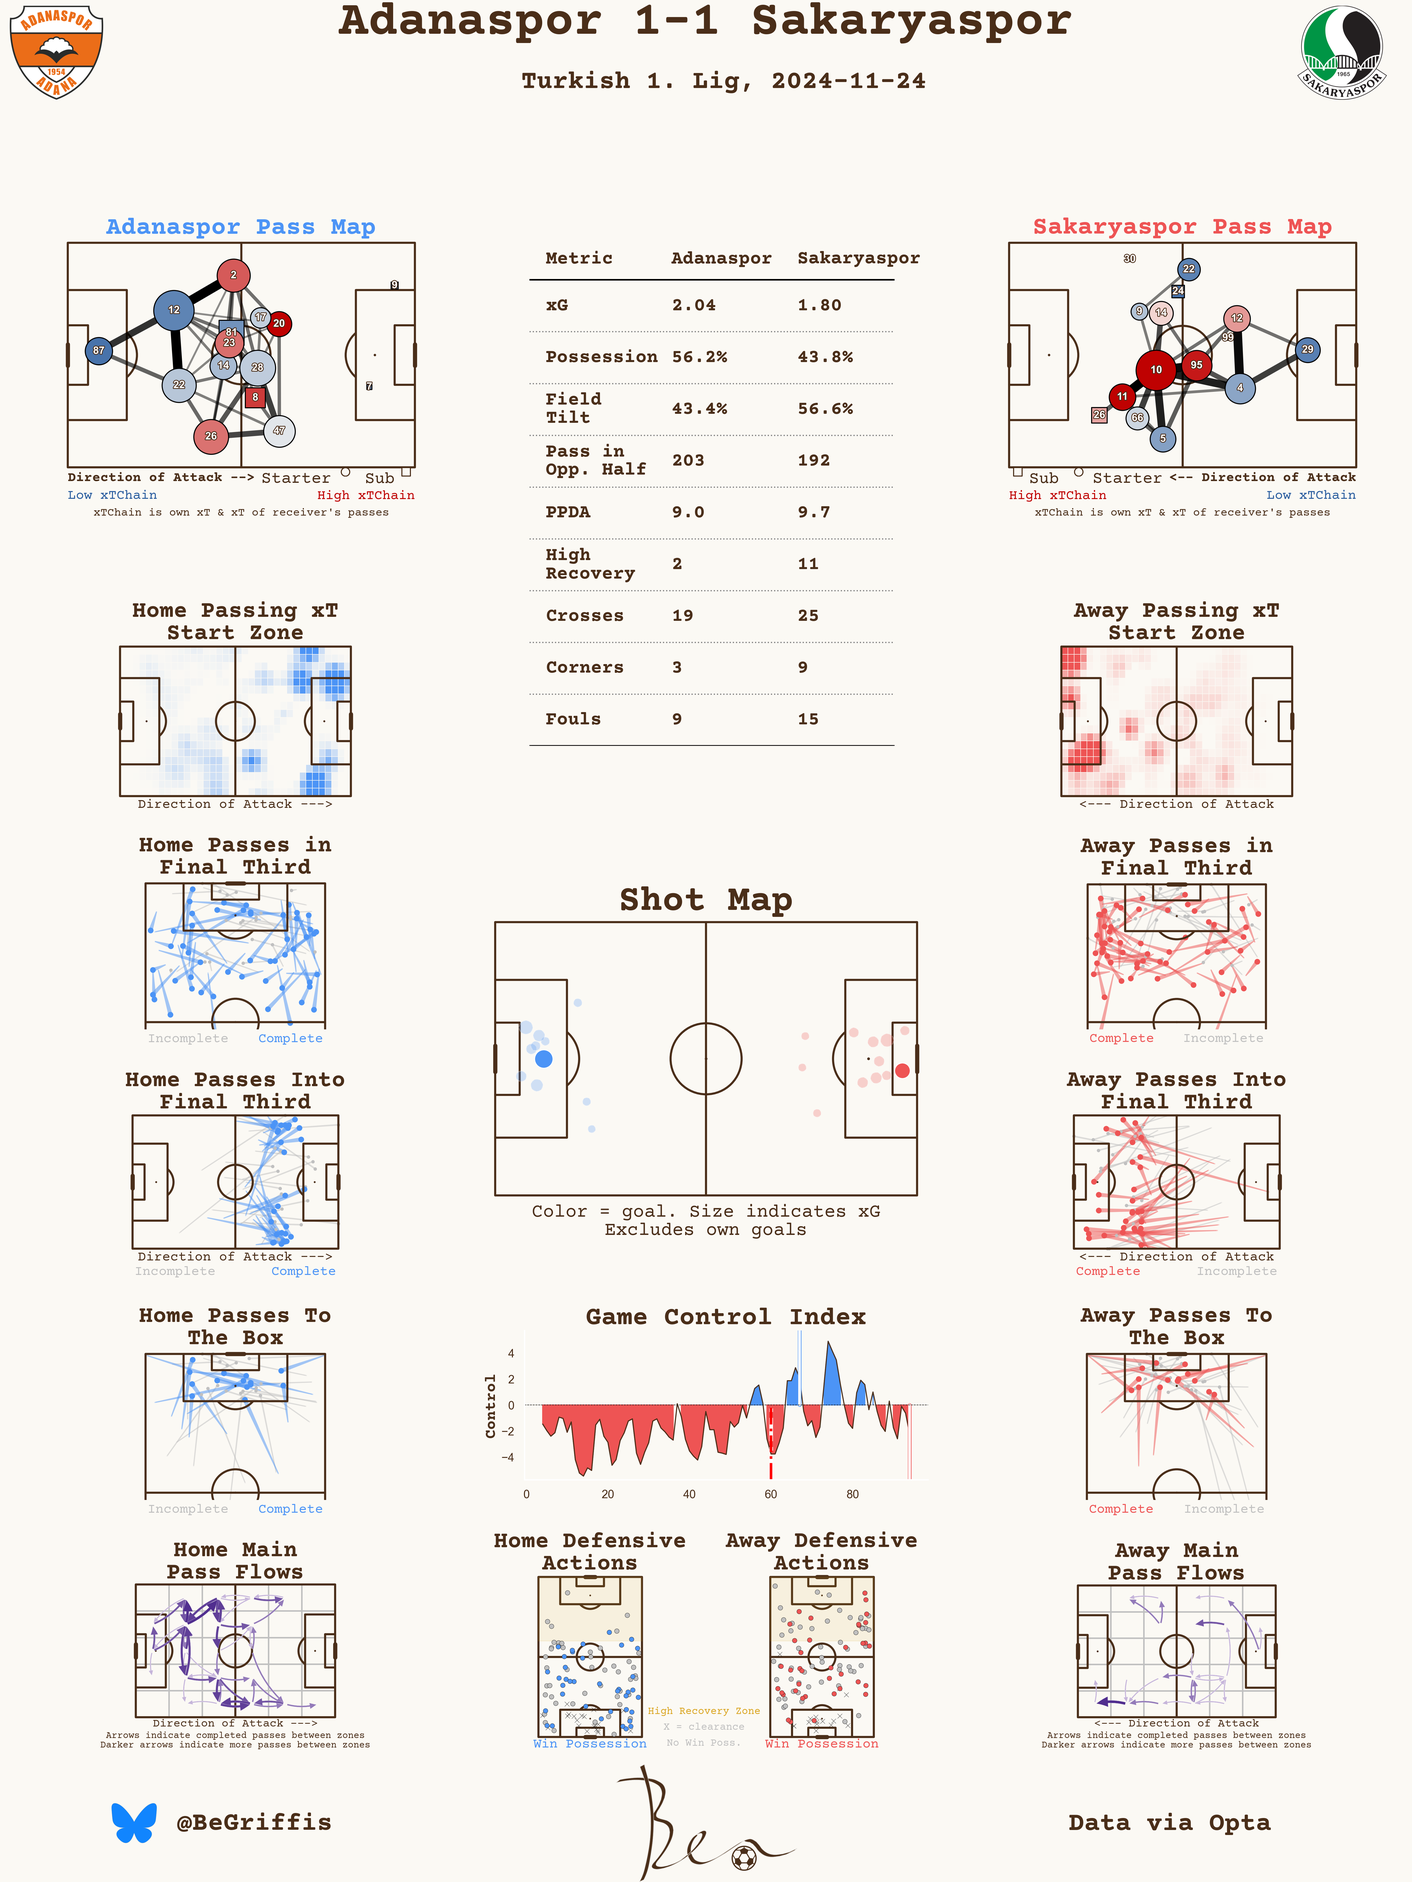 Adanaspor 1-1 Sakaryaspor
Turkish 1. Lig, 2024-11-24
ADANASPOR
1954
ADANA
1965
SAKARYASPOR
Adanaspor Pass Map
2
9
12
17
20
81
23
87
14
28
22
7
8
26
47
Direction of Attack --> Starter Sub
Low xTChain High xTChain
xTChain is own xT & xT of receiver's passes
Metric Adanaspor Sakaryaspor
xG 2.04 1.80
Possession 56.2% 43.8%
Field
Tilt 43.4% 56.6%
Pass in
Opp. Half 203 192
PPDA 9.0 9.7
High
Recovery 2 11
Crosses 19 25
Corners 3 9
Fouls 9 15
Sakaryaspor Pass Map
30
22
24
9
14
12
99
29
10
95
4
11
26
66
5
Sub Starter <-- Direction of Attack
High xTChain Low xTChain
xTChain is own xT & xT of receiver's passes
Home Passing xT
Start Zone
Direction of Attack --->
Away Passing xT
Start Zone
<--- Direction of Attack
Home Passes in
Final Third
Incomplete Complete
Away Passes in
Final Third
Complete Incomplete
Shot Map
Color = goal. Size indicates xG
Excludes own goals
Home Passes Into
Final Third
Direction of Attack --->
Incomplete Complete
Away Passes Into
Final Third
<--- Direction of Attack
Complete Incomplete
Home Passes To
The Box
Incomplete Complete
Game Control Index
Control
4
2
0
−2
−4
0 20 40 60 80
Away Passes To
The Box
Complete Incomplete
Home Main
Pass Flows
Direction of Attack --->
Arrows indicate completed passes between zones
Darker arrows indicate more passes between zones
Home Defensive
Actions
Win Possession
Away Defensive
Actions
Win Possession
High Recovery Zone
X = clearance
No Win Poss.
Away Main
Pass Flows
<--- Direction of Attack
Arrows indicate completed passes between zones
Darker arrows indicate more passes between zones
@BeGriffis
Ben
Data via Opta